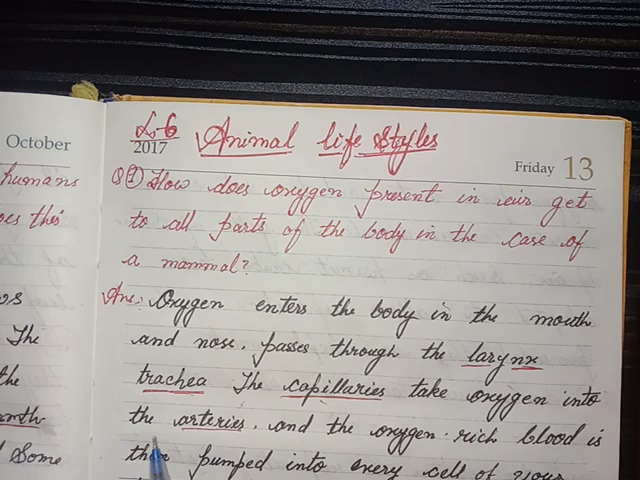 October
humans
The
the
Some
L.6
2017
Animal life Styles
Friday 13
Q 1 How does oxygen present in air get
to all parts of the body in the case of
a mammal?
Ans: Oxygen enters the body in the mouth
and nose, passes through the larynx
trachea The capillaries take oxygen into
the arteries, and the oxygen-rich blood is
then pumped into every cell of your